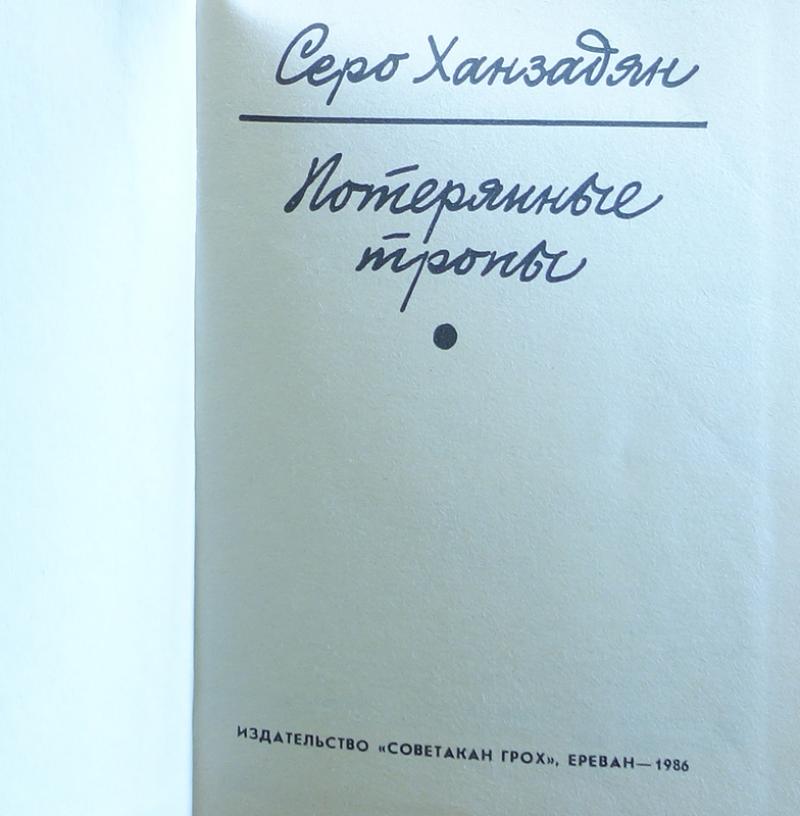 Серо Ханзадян
Потерянные
тропы
ИЗДАТЕЛЬСТВО «СОВЕТАКАН ГРОХ», ЕРЕВАН—1986